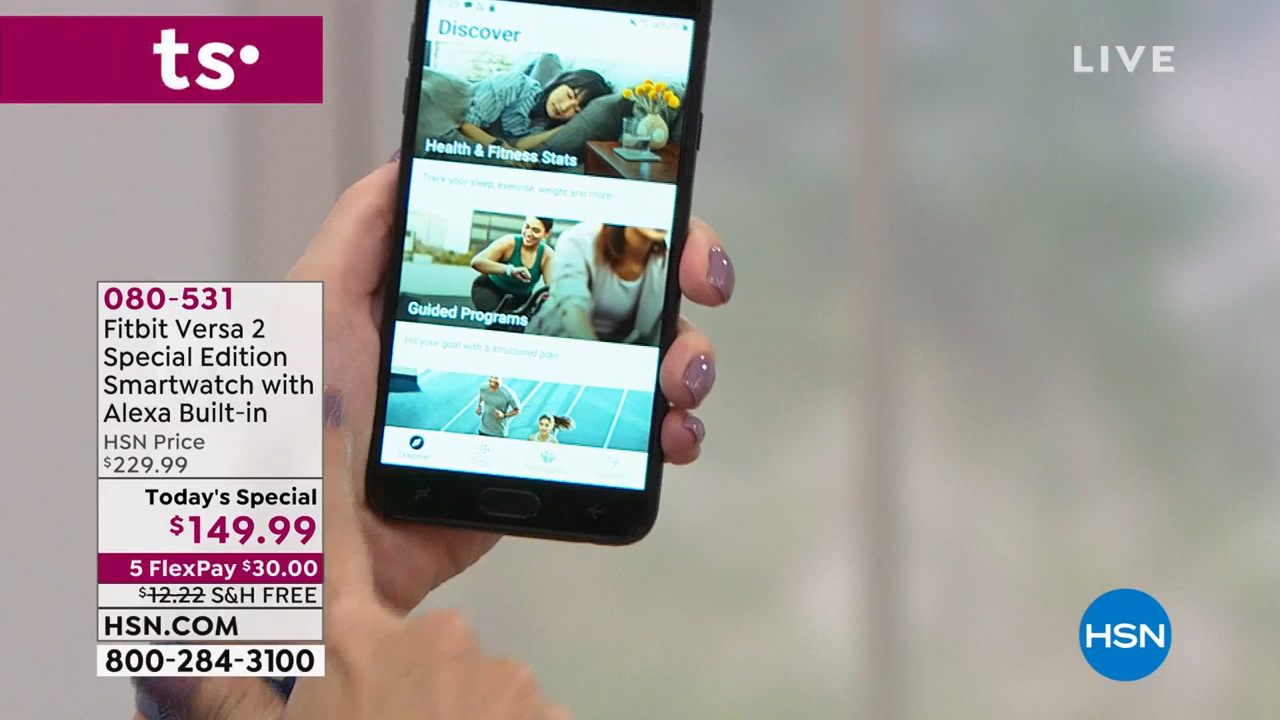 ts.
LIVE
Discover
Health & Fitness Stats
Track your sleep, exercise, weight and more
Guided Programs
Hit your goal with a structured plan
Discover
080-531
Fitbit Versa 2
Special Edition
Smartwatch with
Alexa Built-in
HSN Price
$229.99
Today's Special
$149.99
5 FlexPay $30.00
$12.22 S&H FREE
HSN.COM
800-284-3100
HSN